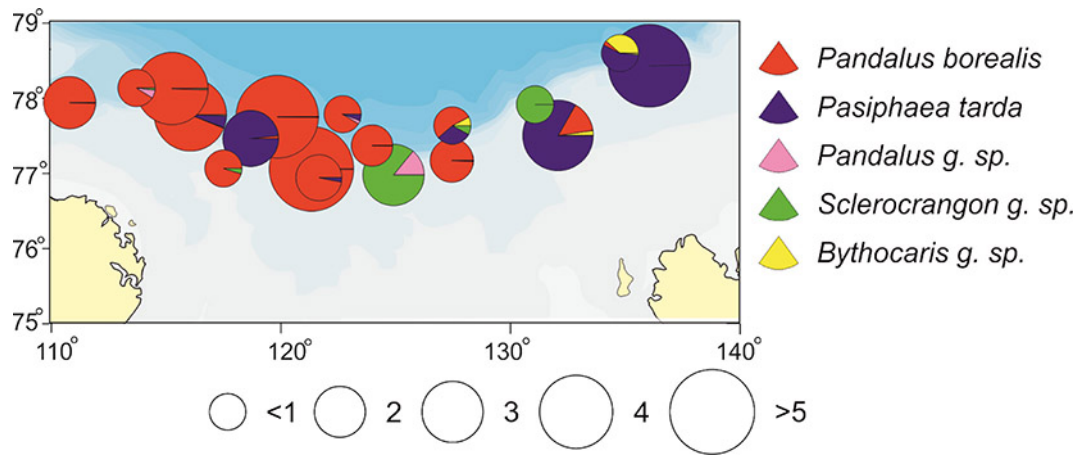 79°
78°
77°
76°
75°
110° 120° 130° 140°
Pandalus borealis
Pasiphaea tarda
Pandalus g. sp.
Sclerocrangon g. sp.
Bythocaris g. sp.
<1 2 3 4 >5